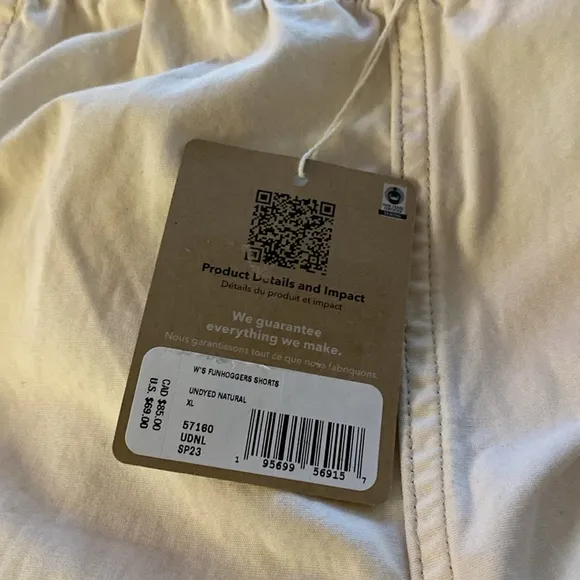 Product Details and Impact
Détails du produit et impact
We guarantee
everything we make.
Nous garantissons tout ce que nous fabriquons.
W'S FUNHOGGERS SHORTS
UNDYED NATURAL
XL
CAD $85.00
U.S. $69.00
57160
UDNL
SP23
1 95699 56915 7